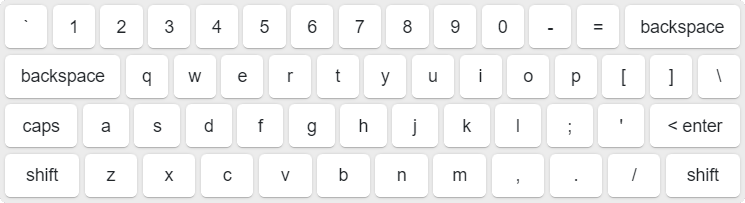 ` 1 2 3 4 5 6 7 8 9 0 - = backspace
backspace q w e r t y u i o p [ ] \
caps a s d f g h j k l ; ' < enter
shift z x c v b n m , . / shift